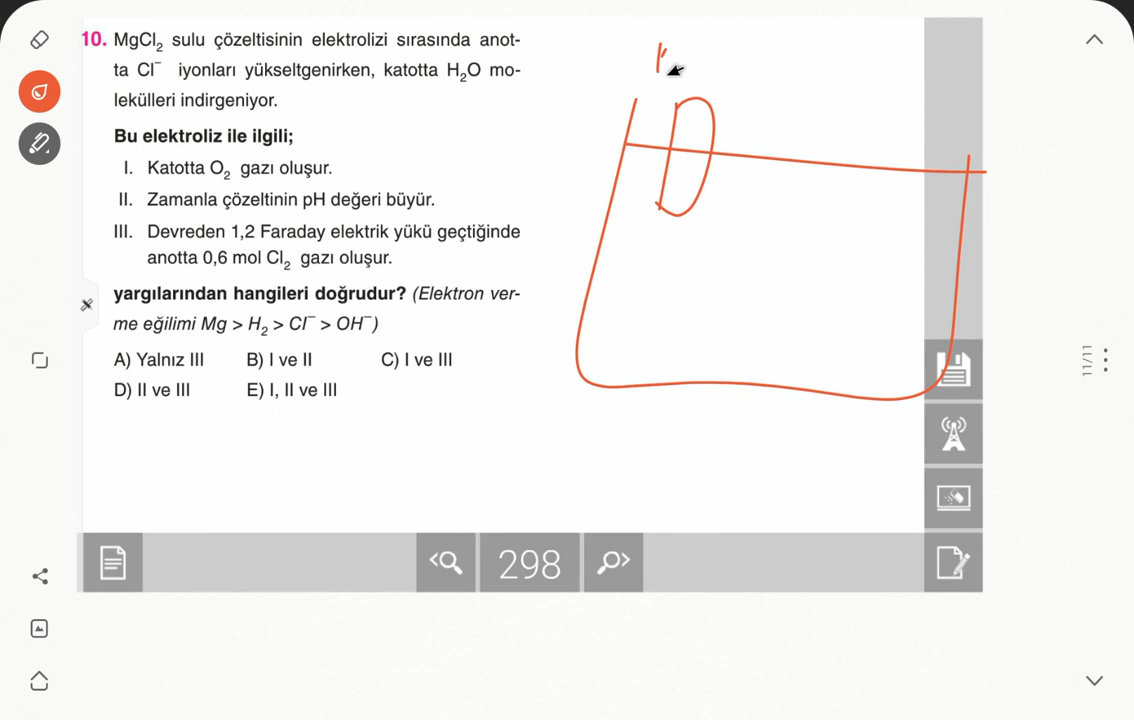 10. MgCl₂ sulu çözeltisinin elektrolizi sırasında anot-
ta Cl⁻ iyonları yükseltgenirken, katotta H₂O mo-
lekülleri indirgeniyor.
Bu elektroliz ile ilgili;
I. Katotta O₂ gazı oluşur.
II. Zamanla çözeltinin pH değeri büyür.
III. Devreden 1,2 Faraday elektrik yükü geçtiğinde
anotta 0,6 mol Cl₂ gazı oluşur.
yargılarından hangileri doğrudur? (Elektron ver-
me eğilimi Mg > H₂ > Cl⁻ > OH⁻)
A) Yalnız III B) I ve II C) I ve III
D) II ve III E) I, II ve III
298
11/11